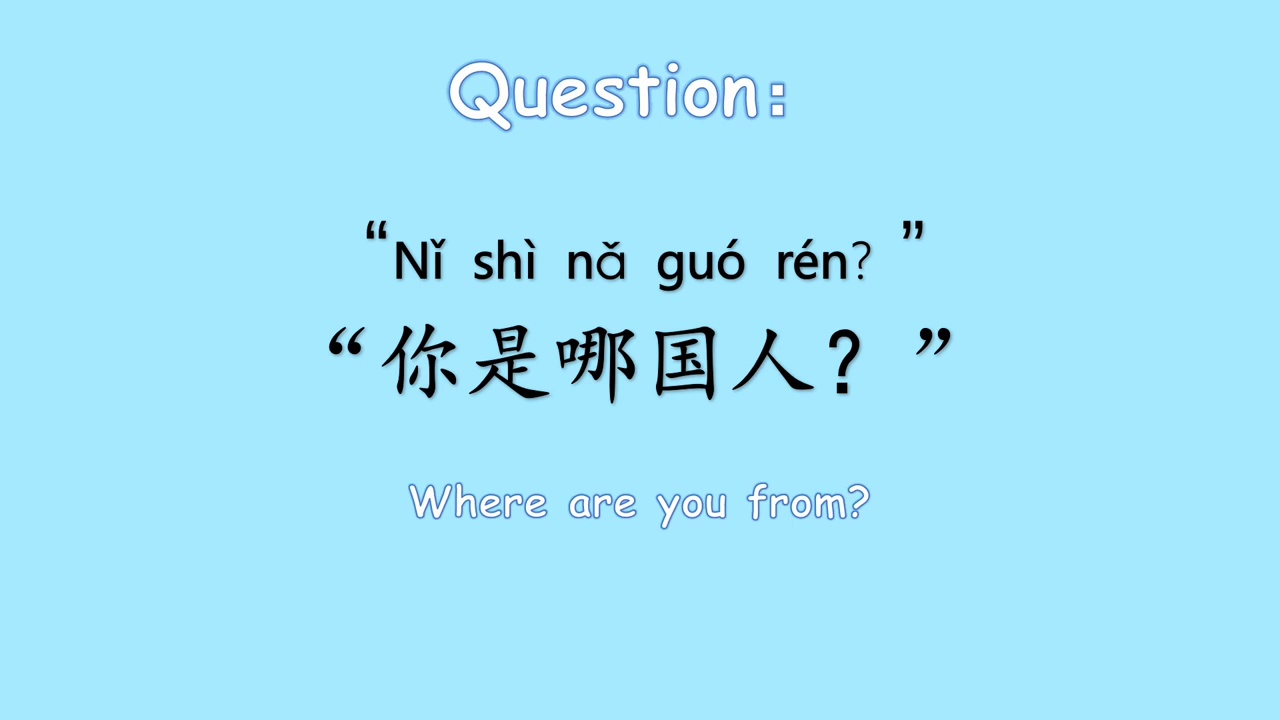 Question:
“Nǐ shì nǎ guó rén? ”
“你是哪国人？”
Where are you from?